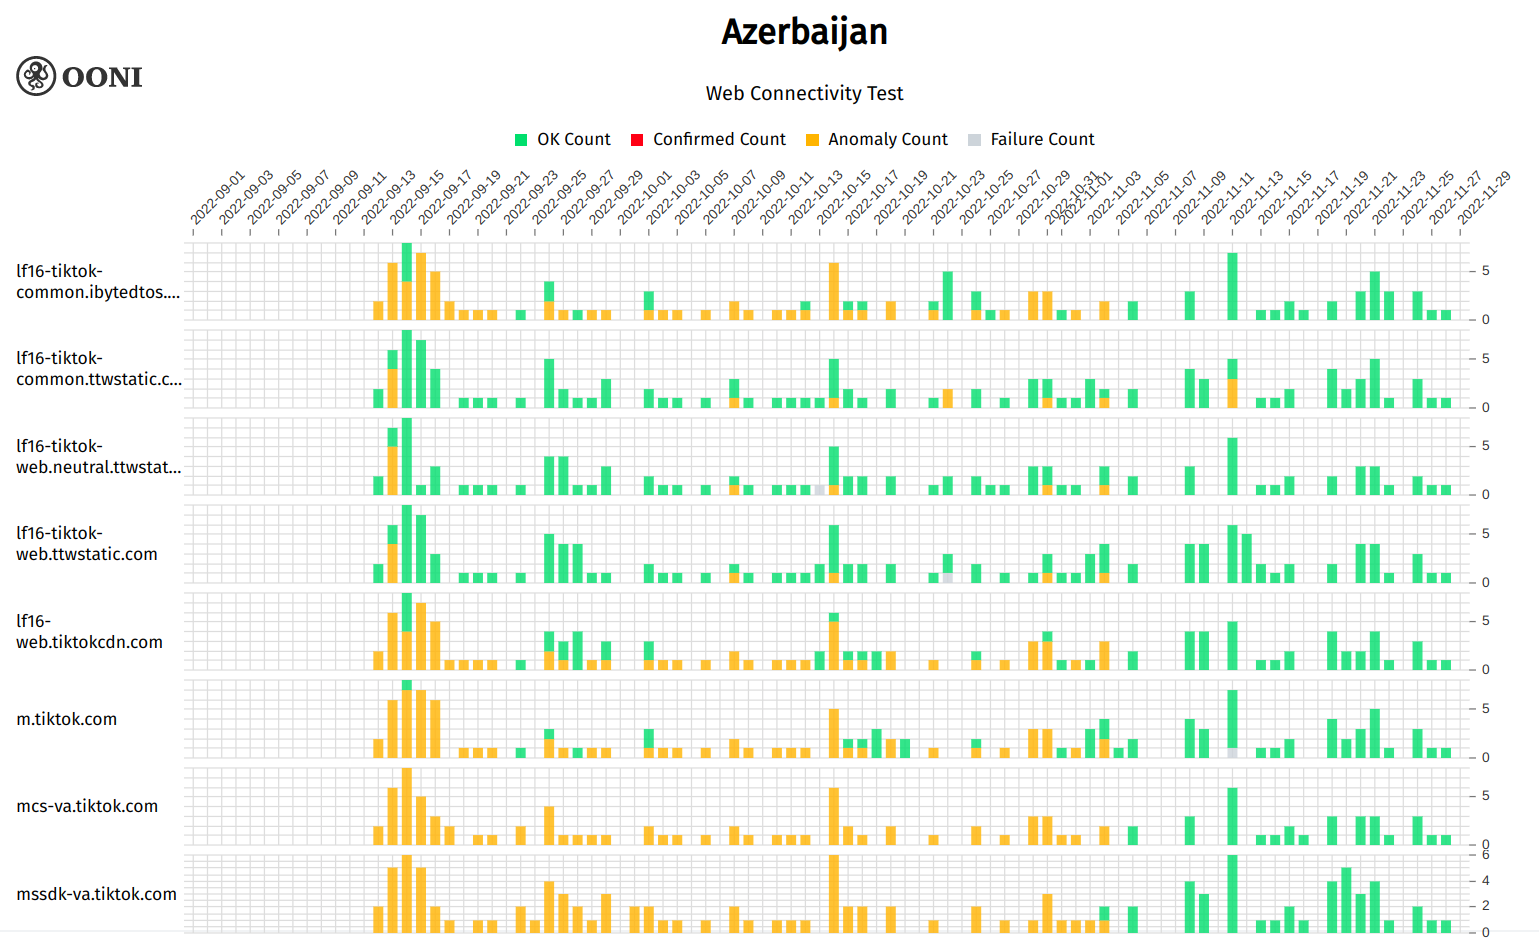 Azerbaijan
OONI
Web Connectivity Test
OK Count Confirmed Count Anomaly Count Failure Count
2022-09-01 2022-09-03 2022-09-05 2022-09-07 2022-09-09 2022-09-11 2022-09-13 2022-09-15 2022-09-17 2022-09-19 2022-09-21 2022-09-23 2022-09-25 2022-09-27 2022-09-29 2022-10-01 2022-10-03 2022-10-05 2022-10-07 2022-10-09 2022-10-11 2022-10-13 2022-10-15 2022-10-17 2022-10-19 2022-10-21 2022-10-23 2022-10-25 2022-10-27 2022-10-29 2022-10-31 2022-11-01 2022-11-03 2022-11-05 2022-11-07 2022-11-09 2022-11-11 2022-11-13 2022-11-15 2022-11-17 2022-11-19 2022-11-21 2022-11-23 2022-11-25 2022-11-27 2022-11-29
lf16-tiktok-
common.ibytedtos....
5
0
lf16-tiktok-
common.ttwstatic.c...
5
0
lf16-tiktok-
web.neutral.ttwstat...
5
0
lf16-tiktok-
web.ttwstatic.com
5
0
lf16-
web.tiktokcdn.com
5
0
m.tiktok.com
5
0
mcs-va.tiktok.com
5
0
mssdk-va.tiktok.com
6
4
2
0